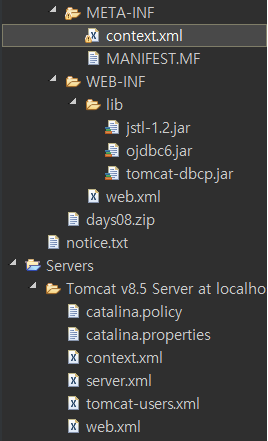 META-INF
context.xml
MANIFEST.MF
WEB-INF
lib
jstl-1.2.jar
ojdbc6.jar
tomcat-dbcp.jar
web.xml
days08.zip
notice.txt
Servers
Tomcat v8.5 Server at localho
catalina.policy
catalina.properties
context.xml
server.xml
tomcat-users.xml
web.xml